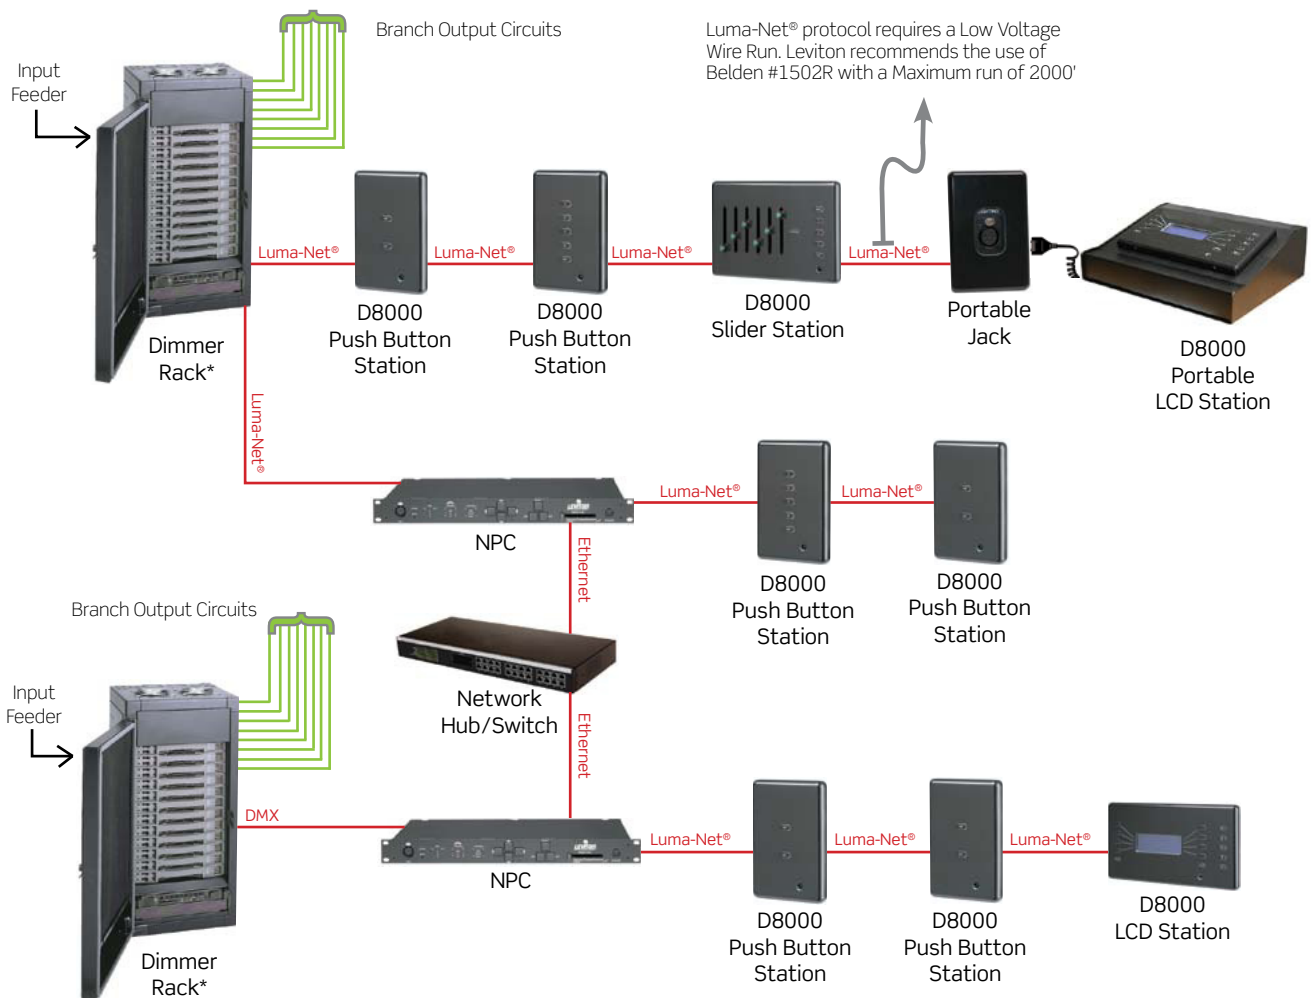 Branch Output Circuits
Luma-Net® protocol requires a Low Voltage
Wire Run. Leviton recommends the use of
Belden #1502R with a Maximum run of 2000'
Input
Feeder
Luma-Net®
Luma-Net®
Luma-Net®
Luma-Net®
Dimmer
Rack*
D8000
Push Button
Station
D8000
Push Button
Station
D8000
Slider Station
Portable
Jack
D8000
Portable
LCD Station
Luma-Net®
LEVITON
NPC
Luma-Net®
Luma-Net®
D8000
Push Button
Station
D8000
Push Button
Station
Ethernet
Network
Hub/Switch
Ethernet
Branch Output Circuits
Input
Feeder
DMX
Dimmer
Rack*
LEVITON
NPC
Luma-Net®
Luma-Net®
Luma-Net®
D8000
Push Button
Station
D8000
Push Button
Station
D8000
LCD Station